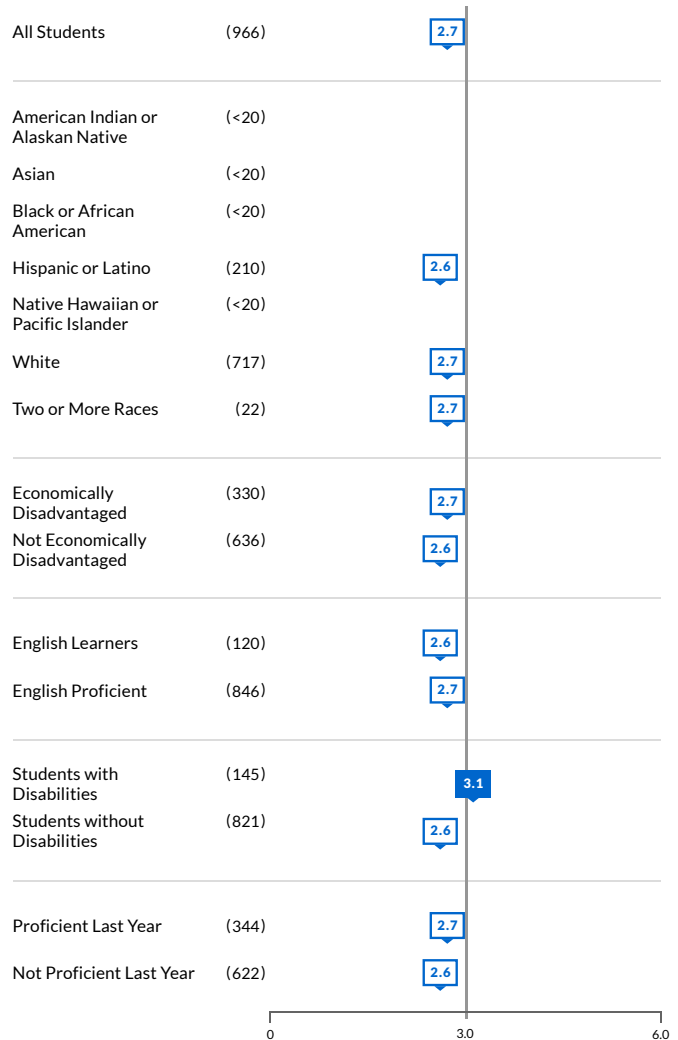 All Students (966) 2.7
American Indian or (<20)
Alaskan Native
Asian (<20)
Black or African (<20)
American
Hispanic or Latino (210) 2.6
Native Hawaiian or (<20)
Pacific Islander
White (717) 2.7
Two or More Races (22) 2.7
Economically (330) 2.7
Disadvantaged
Not Economically (636) 2.6
Disadvantaged
English Learners (120) 2.6
English Proficient (846) 2.7
Students with (145) 3.1
Disabilities
Students without (821) 2.6
Disabilities
Proficient Last Year (344) 2.7
Not Proficient Last Year (622) 2.6
0 3.0 6.0